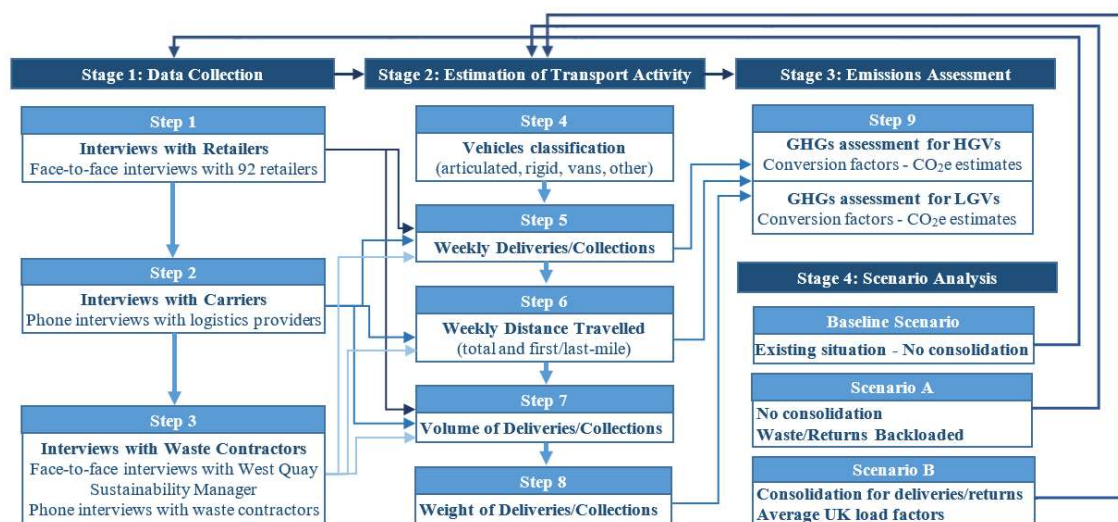 Stage 1: Data Collection
Stage 2: Estimation of Transport Activity
Stage 3: Emissions Assessment
Step 1
Interviews with Retailers
Face-to-face interviews with 92 retailers
Step 2
Interviews with Carriers
Phone interviews with logistics providers
Step 3
Interviews with Waste Contractors
Face-to-face interviews with West Quay
Sustainability Manager
Phone interviews with waste contractors
Step 4
Vehicles classification
(articulated, rigid, vans, other)
Step 5
Weekly Deliveries/Collections
Step 6
Weekly Distance Travelled
(total and first/last-mile)
Step 7
Volume of Deliveries/Collections
Step 8
Weight of Deliveries/Collections
Step 9
GHGs assessment for HGVs
Conversion factors - CO₂e estimates
GHGs assessment for LGVs
Conversion factors - CO₂e estimates
Stage 4: Scenario Analysis
Baseline Scenario
Existing situation - No consolidation
Scenario A
No consolidation
Waste/Returns Backloaded
Scenario B
Consolidation for deliveries/returns
Average UK load factors